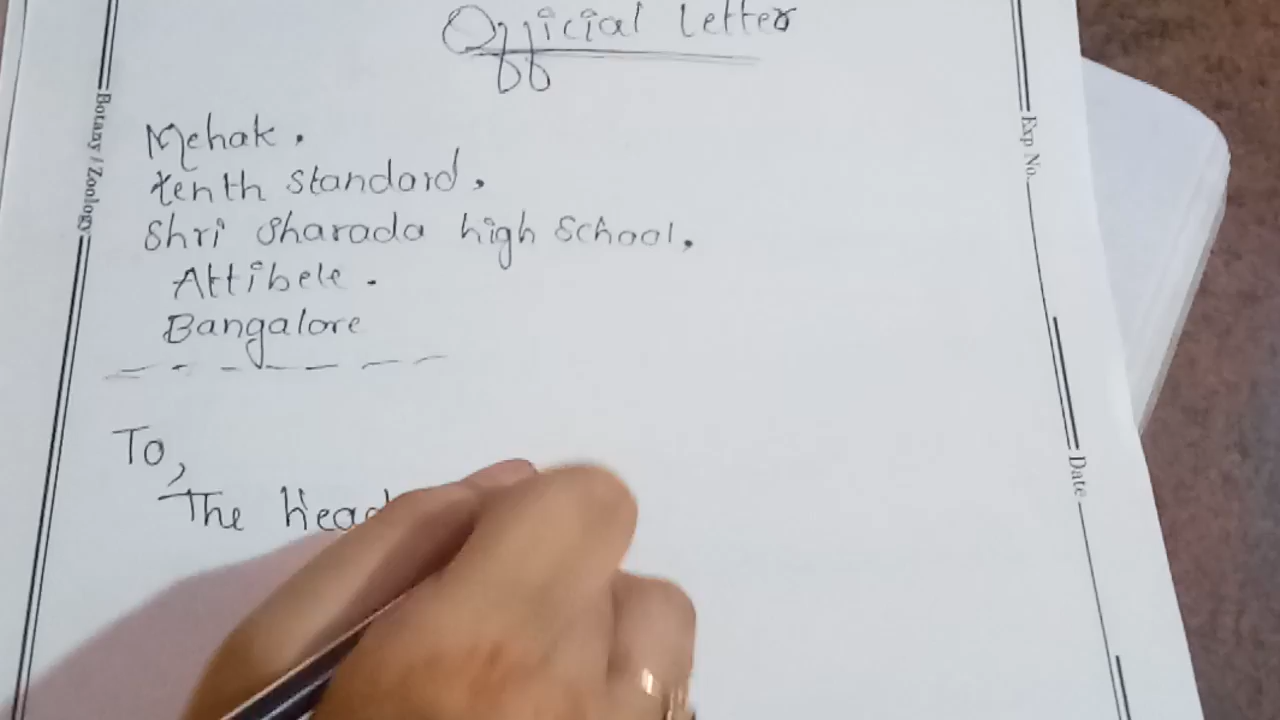 Official Letter
Mehak.
tenth standard,
Shri Sharada high School,
Attibele.
Bangalore
To,
The head
Botany / Zoology
Exp No.
Date